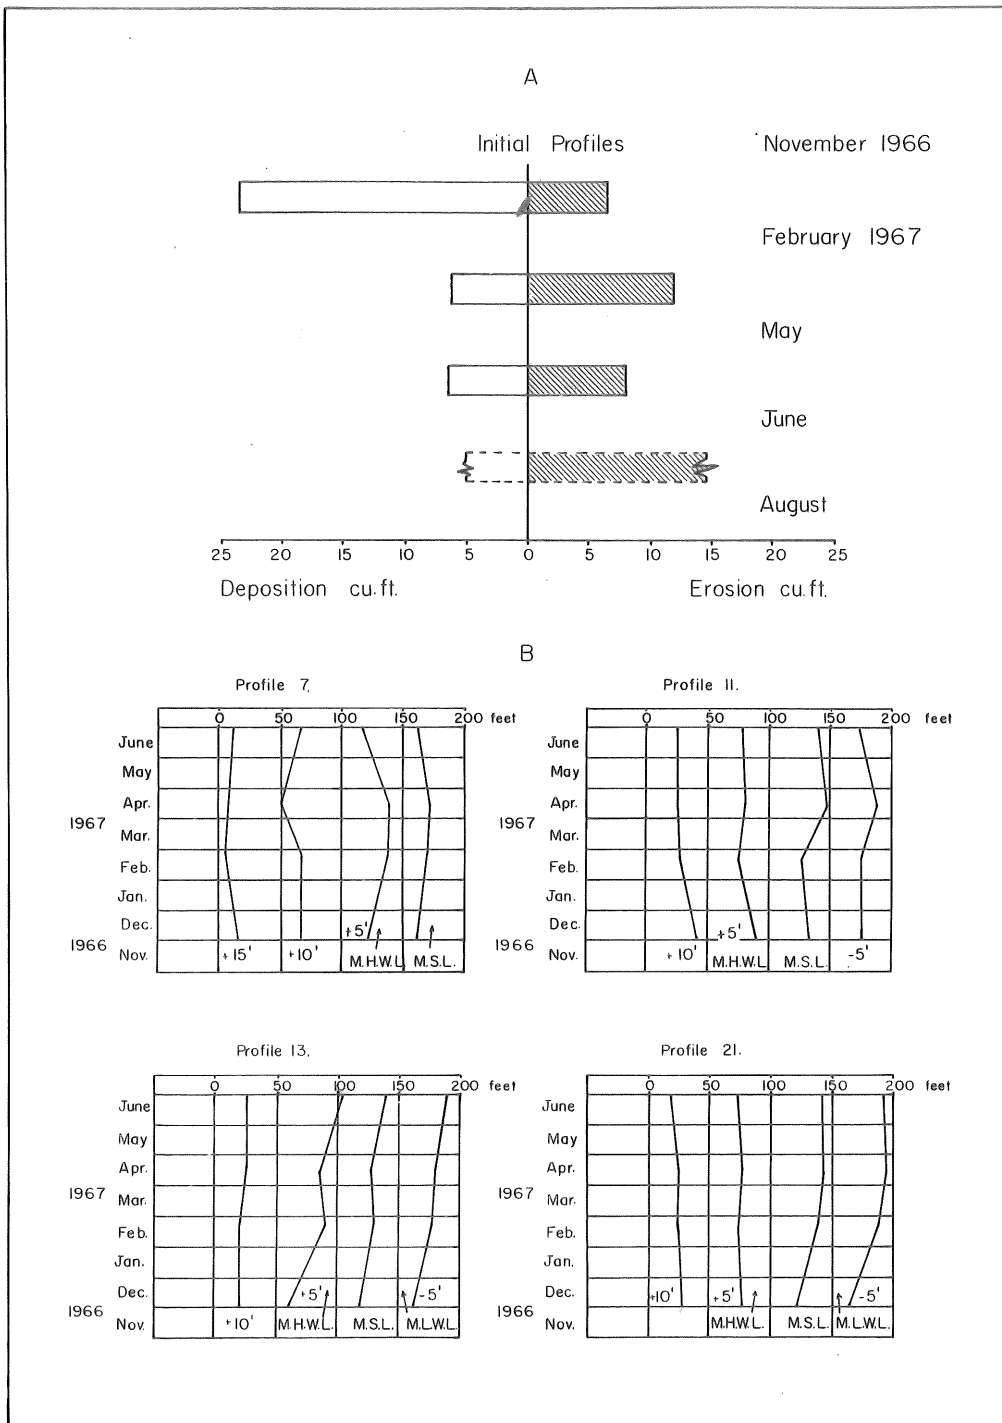 A
Initial Profiles November 1966
February 1967
May
June
August
25 20 15 10 5 0 5 10 15 20 25
Deposition cu.ft. Erosion cu.ft.
B
Profile 7.
0 50 100 150 200 feet
June
May
Apr.
1967
Mar.
Feb.
Jan.
Dec.
1966
Nov.
+15' +10' +5'
M.H.W.L. M.S.L.
Profile 11.
0 50 100 150 200 feet
June
May
Apr.
1967
Mar.
Feb.
Jan.
Dec.
1966
Nov.
+10' +5' -5'
M.H.W.L. M.S.L.
Profile 13.
0 50 100 150 200 feet
June
May
Apr.
1967
Mar.
Feb.
Jan.
Dec.
1966
Nov.
+5' -5'
+10' M.H.W.L. M.S.L. M.L.W.L.
Profile 21.
0 50 100 150 200 feet
June
May
Apr.
1967
Mar.
Feb.
Jan.
Dec.
1966
Nov.
+10' +5' -5'
M.H.W.L. M.S.L. M.L.W.L.